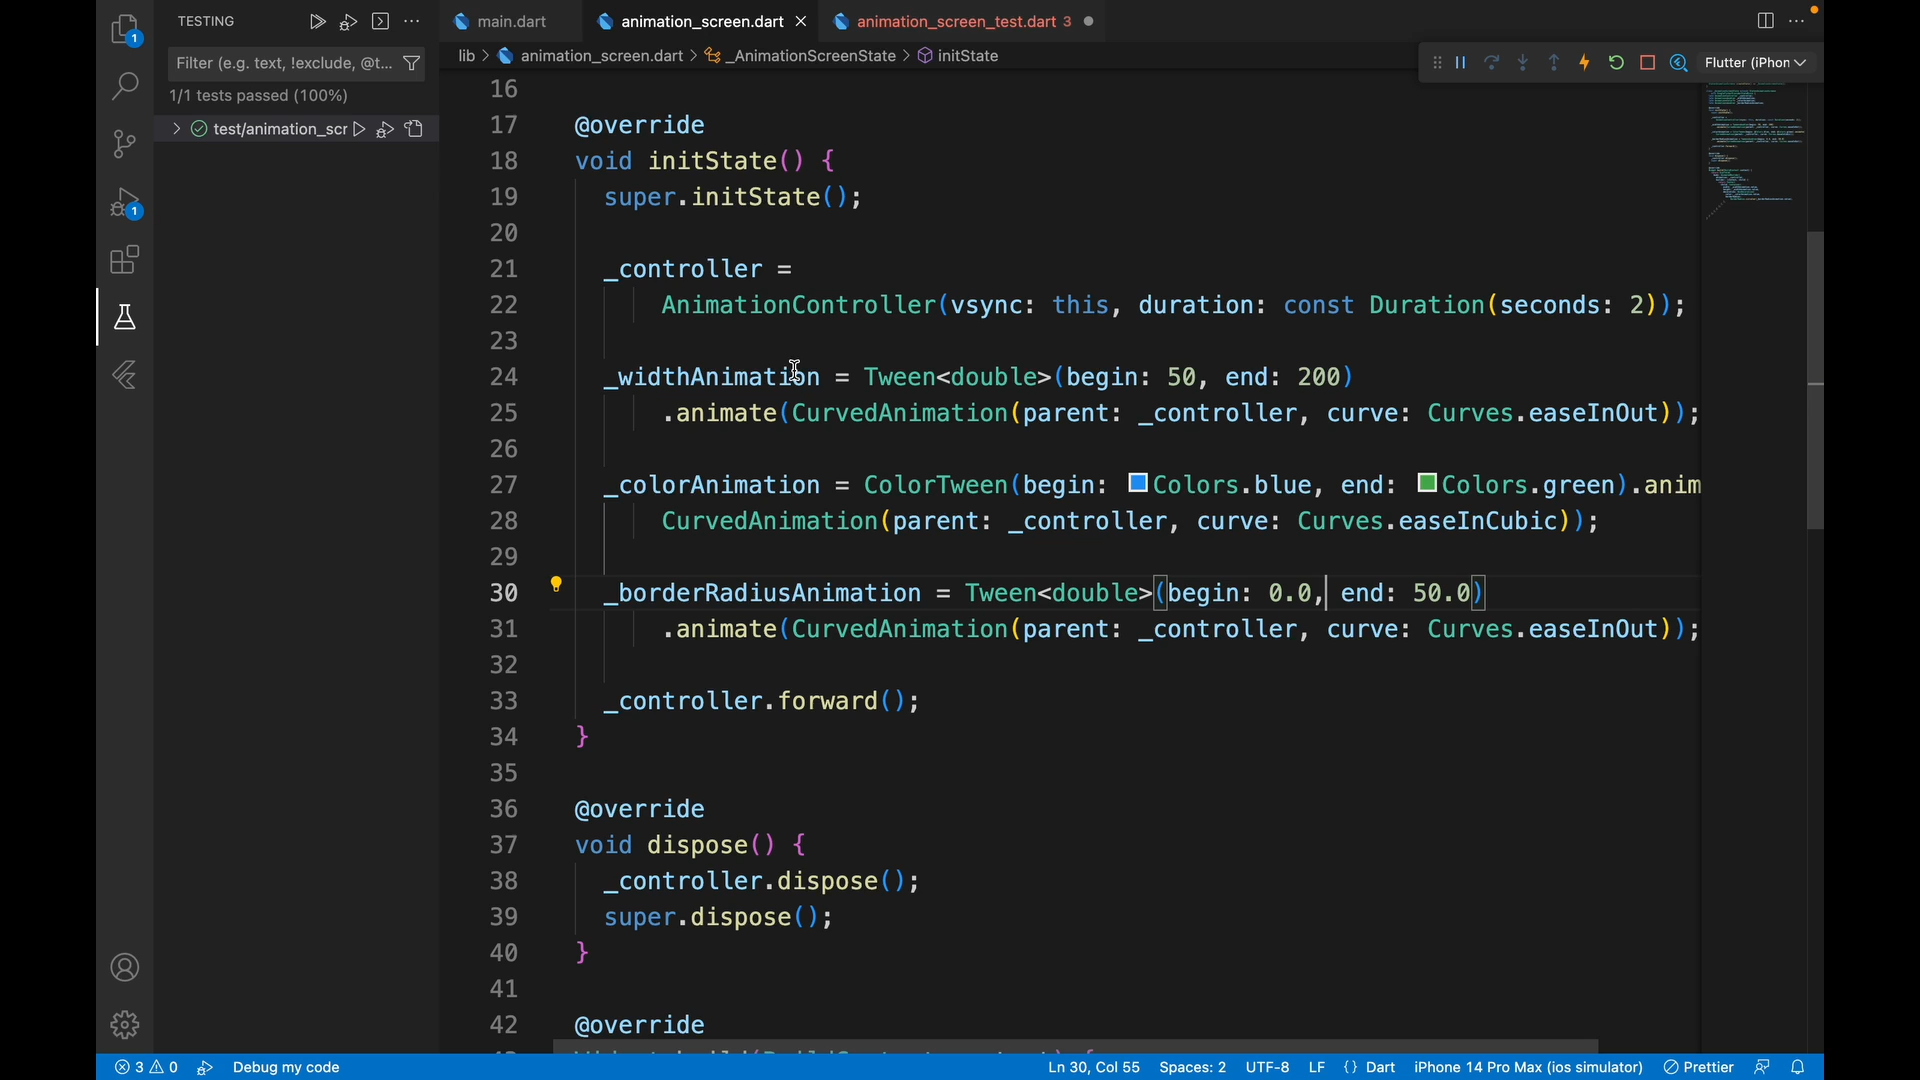 TESTING
main.dart
animation_screen.dart
animation_screen_test.dart 3
Filter (e.g. text, !exclude, @t...
lib > animation_screen.dart > _AnimationScreenState > initState
Flutter (iPhon
1/1 tests passed (100%)
test/animation_scr
1
1
16
17 @override
18 void initState() {
19 super.initState();
20
21 _controller =
22 AnimationController(vsync: this, duration: const Duration(seconds: 2));
23
24 _widthAnimation = Tween<double>(begin: 50, end: 200)
25 .animate(CurvedAnimation(parent: _controller, curve: Curves.easeInOut));
26
27 _colorAnimation = ColorTween(begin: Colors.blue, end: Colors.green).anim
28 CurvedAnimation(parent: _controller, curve: Curves.easeInCubic));
29
30 _borderRadiusAnimation = Tween<double>(begin: 0.0, end: 50.0)
31 .animate(CurvedAnimation(parent: _controller, curve: Curves.easeInOut));
32
33 _controller.forward();
34 }
35
36 @override
37 void dispose() {
38 _controller.dispose();
39 super.dispose();
40 }
41
42 @override
3 0 Debug my code
Ln 30, Col 55 Spaces: 2 UTF-8 LF {} Dart iPhone 14 Pro Max (ios simulator) Prettier